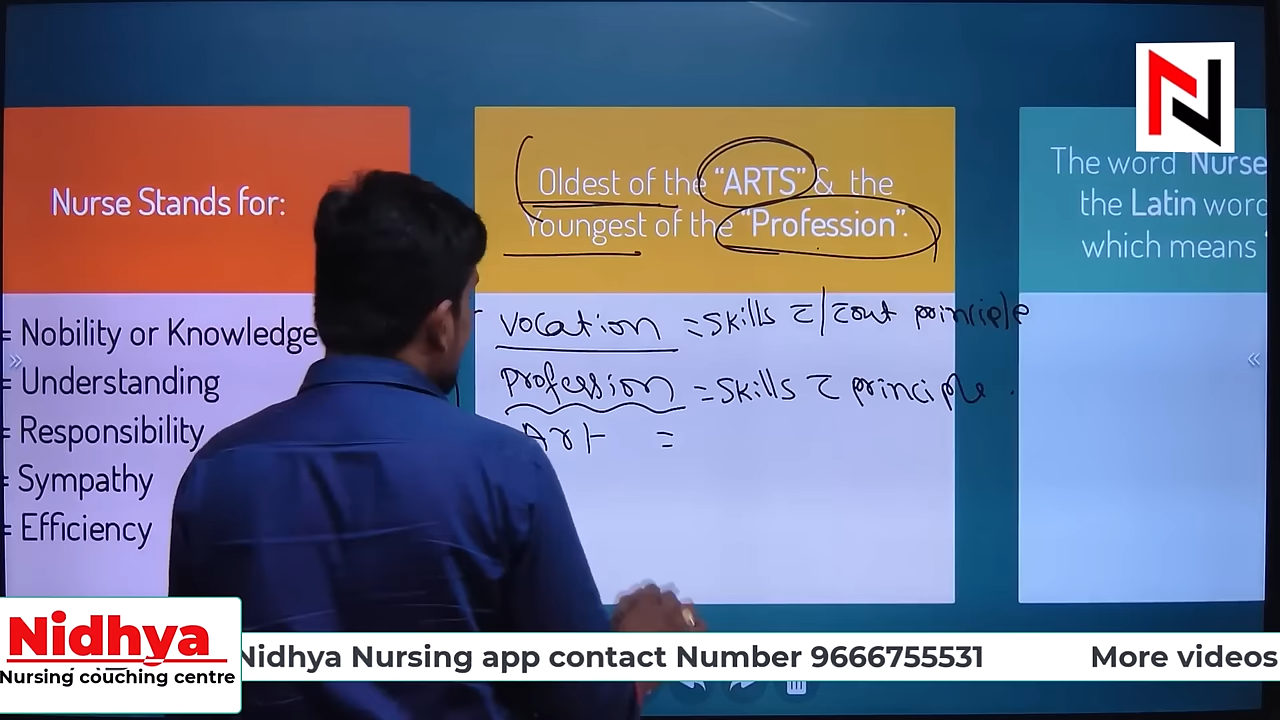 Nurse Stands for:
= Nobility or Knowledge
= Understanding
= Responsibility
= Sympathy
= Efficiency
Oldest of the “ARTS” & the
Youngest of the “Profession”.
vocation = skills c̅/c̅out principle
profession = skills c̅ principle.
Art =
The word 'Nurse
the Latin word
which means '
Nidhya
Nursing couching centre
Nidhya Nursing app contact Number 9666755531
More videos